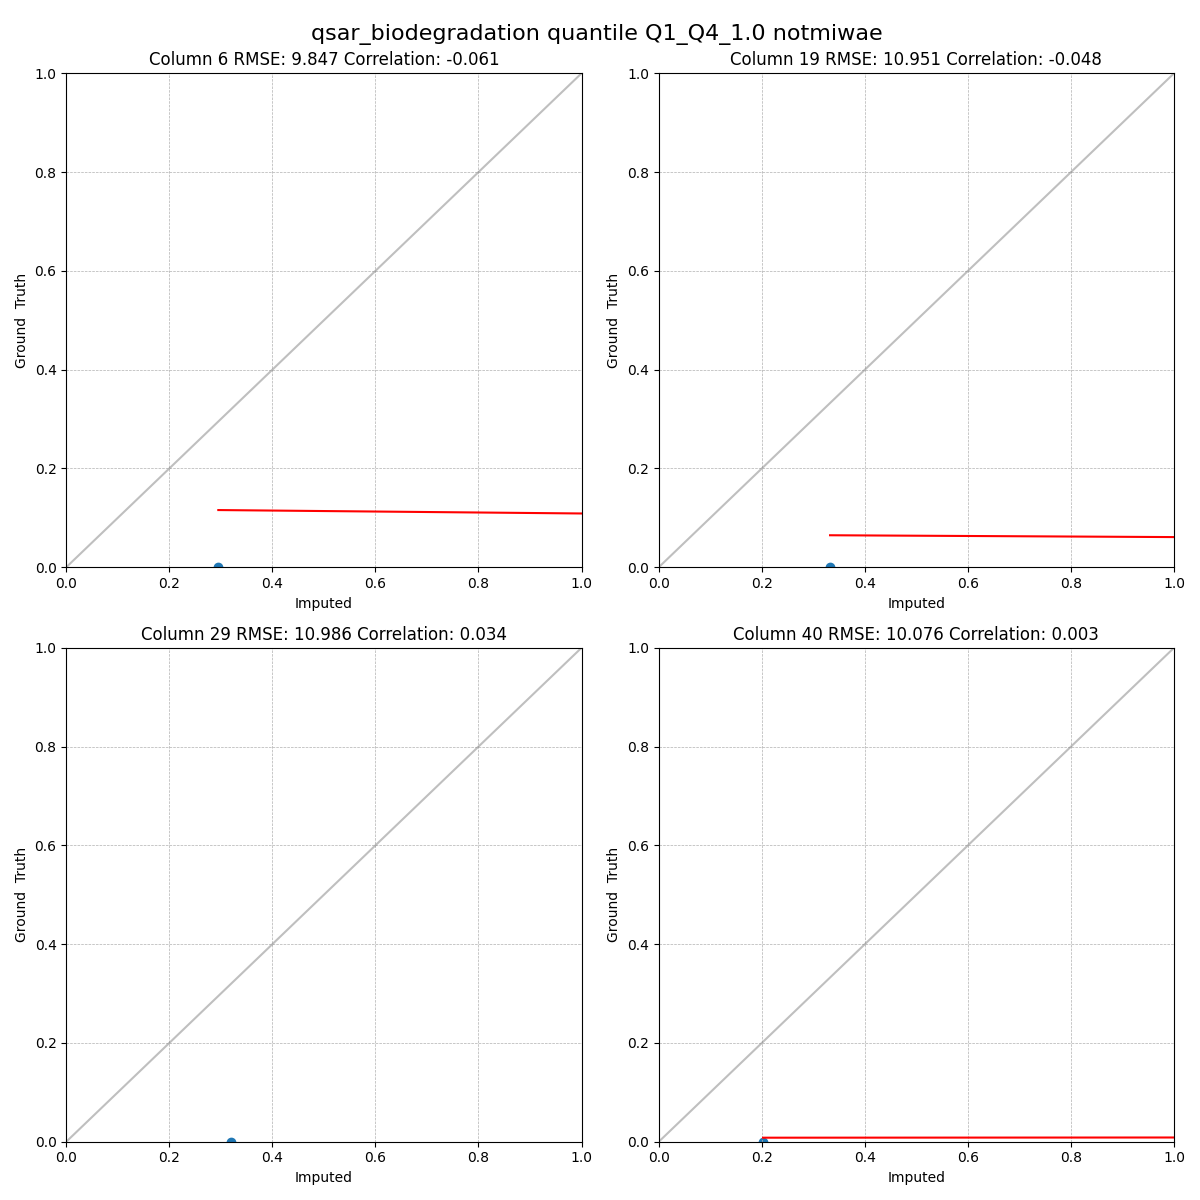 qsar_biodegradation quantile Q1_Q4_1.0 notmiwae
Column 6 RMSE: 9.847 Correlation: -0.061
1.0
0.8
0.6
0.4
0.2
0.0
Ground Truth
0.0 0.2 0.4 0.6 0.8 1.0
Imputed
Column 19 RMSE: 10.951 Correlation: -0.048
1.0
0.8
0.6
0.4
0.2
0.0
Ground Truth
0.0 0.2 0.4 0.6 0.8 1.0
Imputed
Column 29 RMSE: 10.986 Correlation: 0.034
1.0
0.8
0.6
0.4
0.2
0.0
Ground Truth
0.0 0.2 0.4 0.6 0.8 1.0
Imputed
Column 40 RMSE: 10.076 Correlation: 0.003
1.0
0.8
0.6
0.4
0.2
0.0
Ground Truth
0.0 0.2 0.4 0.6 0.8 1.0
Imputed